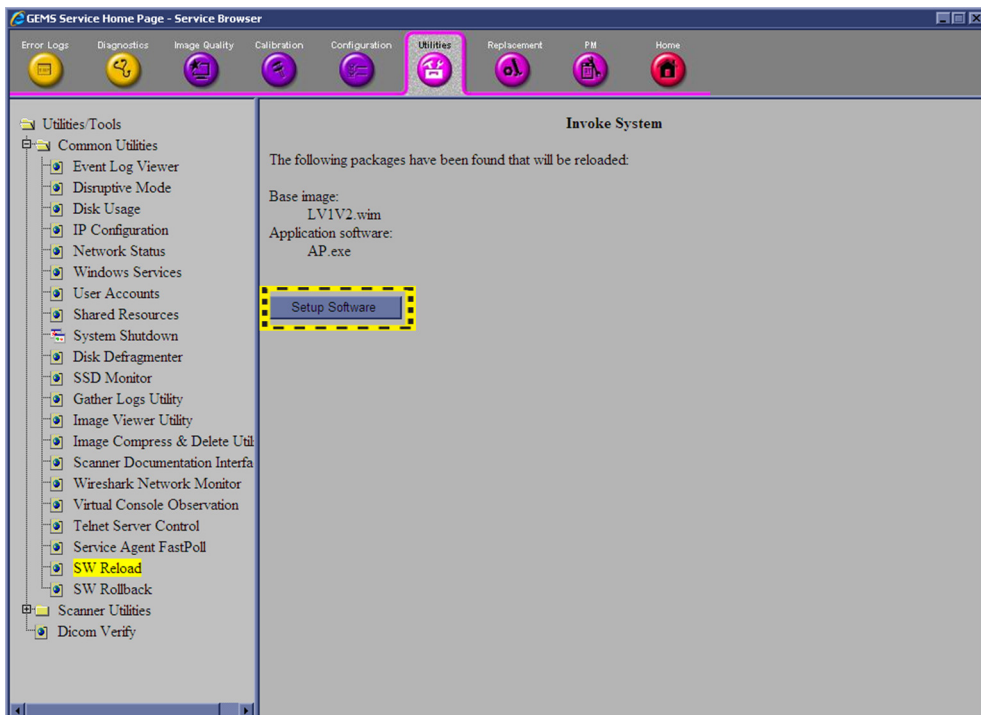 GEMS Service Home Page - Service Browser
Error Logs
Diagnostics
Image Quality
Calibration
Configuration
Utilities
Replacement
PM
Home
Utilities/Tools
Common Utilities
Event Log Viewer
Disruptive Mode
Disk Usage
IP Configuration
Network Status
Windows Services
User Accounts
Shared Resources
System Shutdown
Disk Defragmenter
SSD Monitor
Gather Logs Utility
Image Viewer Utility
Image Compress & Delete Util
Scanner Documentation Interfa
Wireshark Network Monitor
Virtual Console Observation
Telnet Server Control
Service Agent FastPoll
SW Reload
SW Rollback
Scanner Utilities
Dicom Verify
Invoke System
The following packages have been found that will be reloaded:
Base image:
LV1V2.wim
Application software:
AP.exe
Setup Software